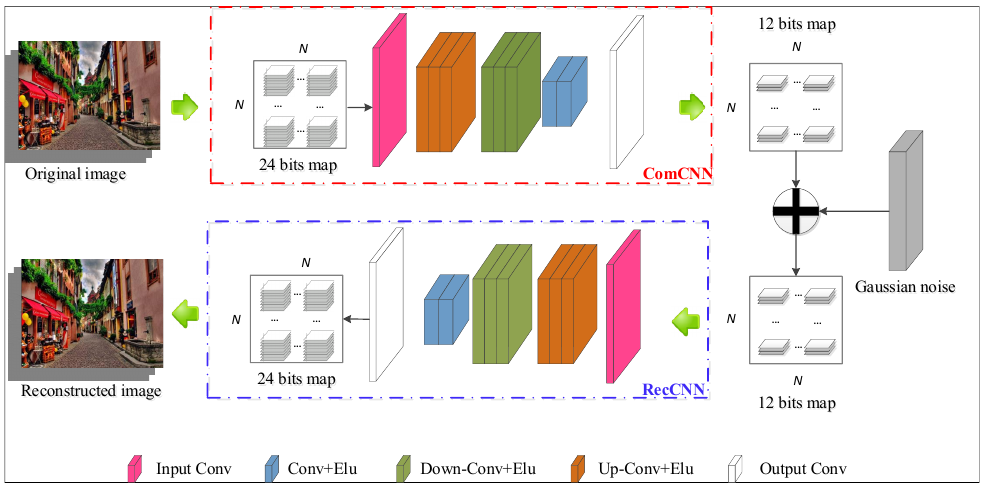 N
N
24 bits map
Original image
ComCNN
12 bits map
N
N
Gaussian noise
N
N
12 bits map
RecCNN
N
N
24 bits map
Reconstructed image
Input Conv
Conv+Elu
Down-Conv+Elu
Up-Conv+Elu
Output Conv